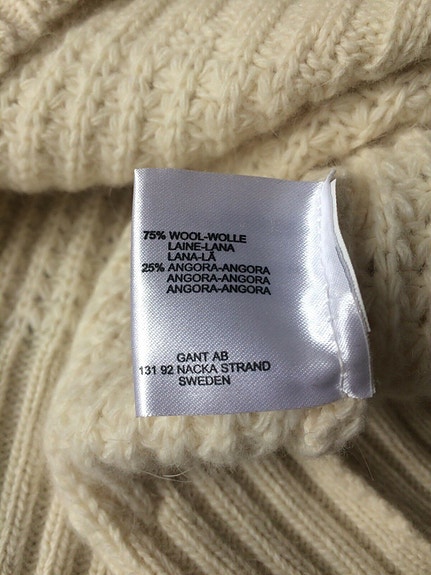 75% WOOL-WOLLE
LAINE-LANA
LANA-LÃ
25% ANGORA-ANGORA
ANGORA-ANGORA
ANGORA-ANGORA
GANT AB
131 92 NACKA STRAND
SWEDEN